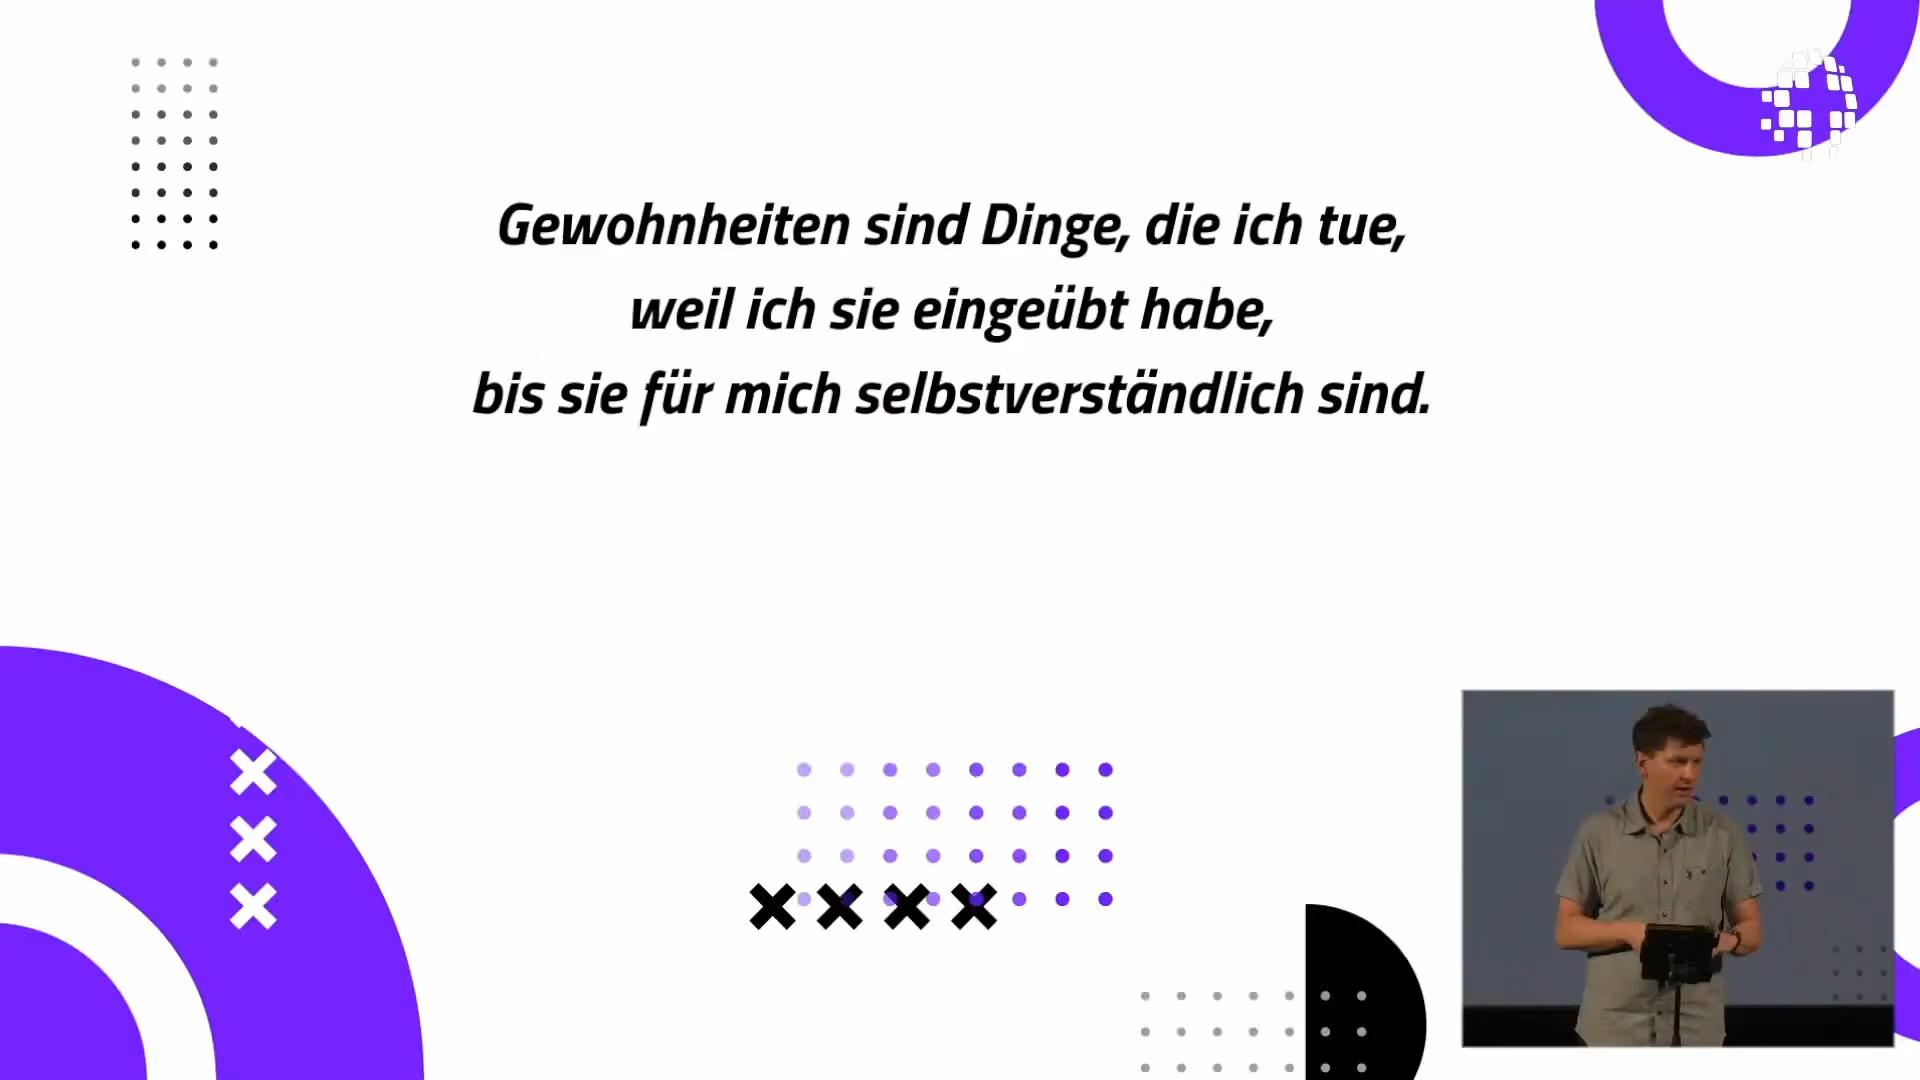 Gewohnheiten sind Dinge, die ich tue,
weil ich sie eingeübt habe,
bis sie für mich selbstverständlich sind.